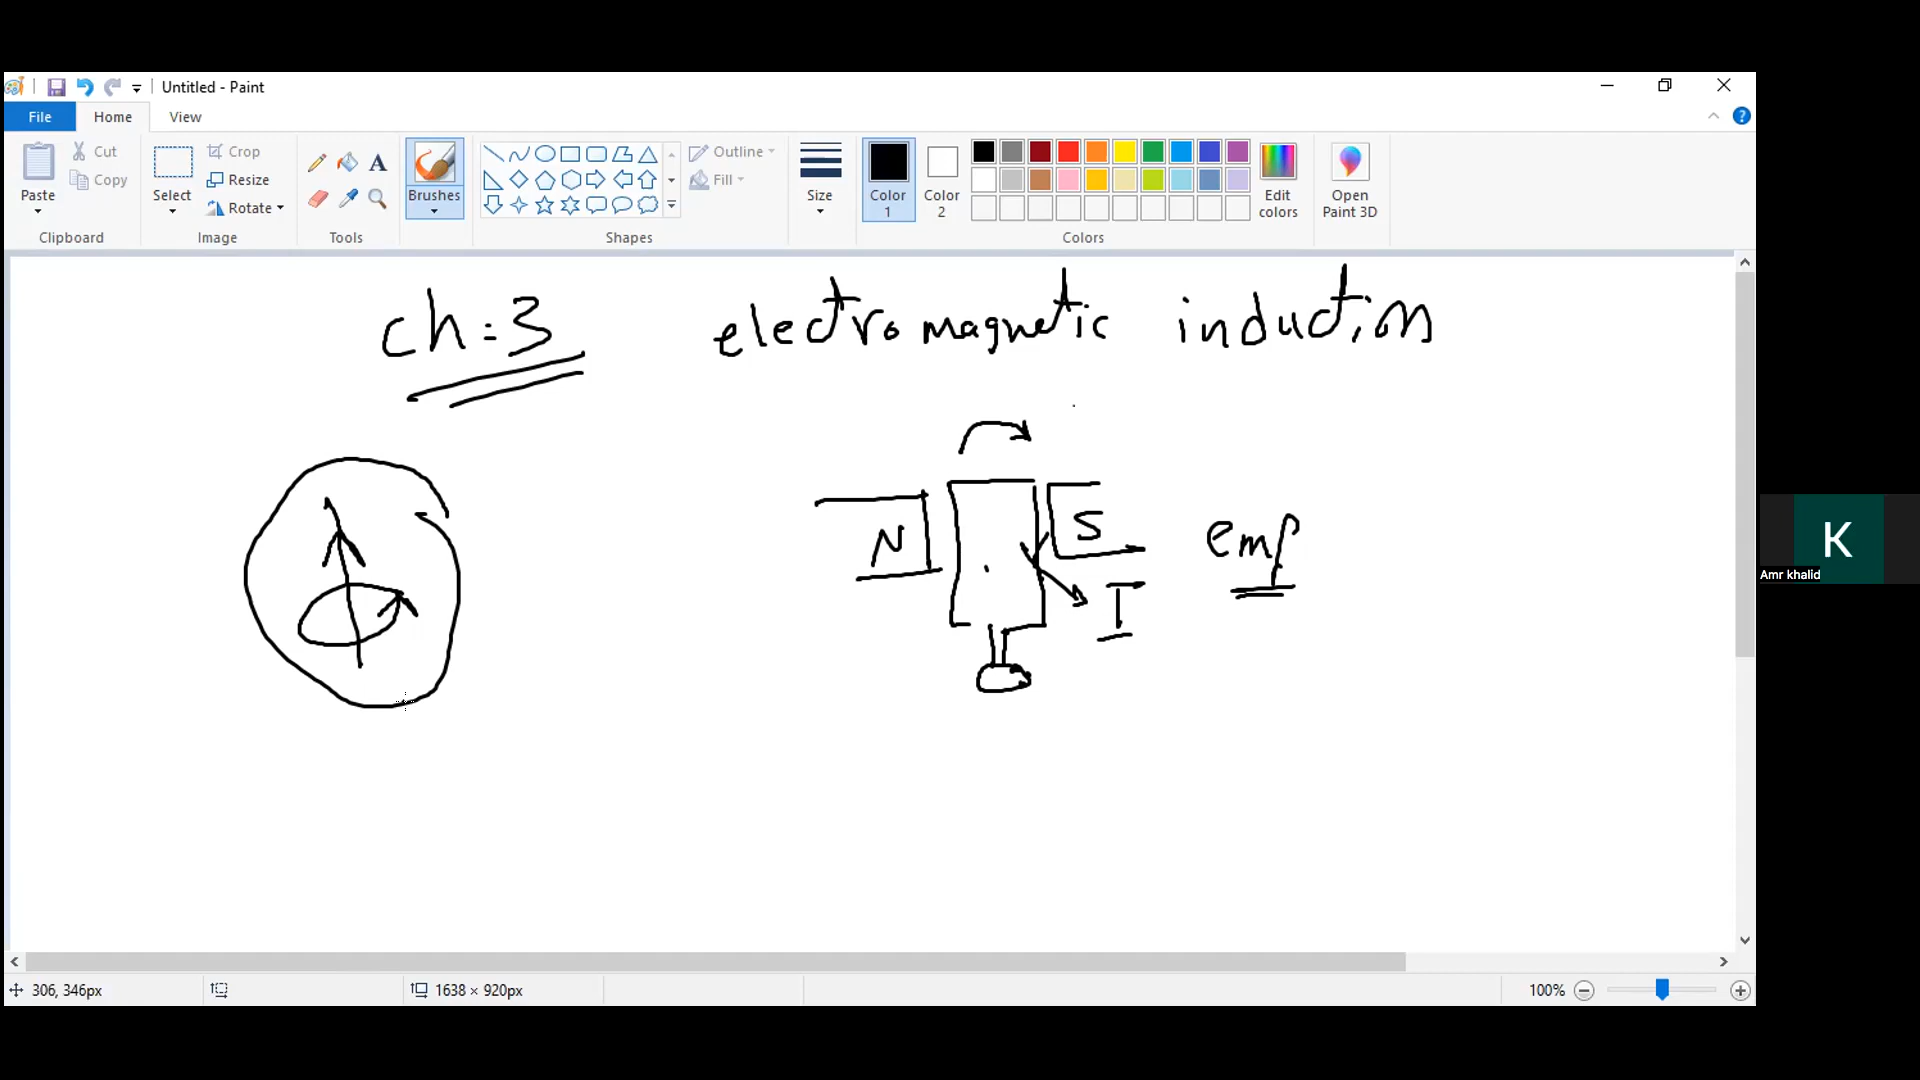 Untitled - Paint
File Home View
Paste Cut Copy Clipboard
Select Crop Resize Rotate Image
A
Tools
Brushes
Shapes
Outline Fill
Size
Color 1
Color 2
Edit colors
Colors
Open Paint 3D
ch:3 electromagnetic induction
N S emf
I
K
Amr khalid
306, 346px
1638 × 920px
100%